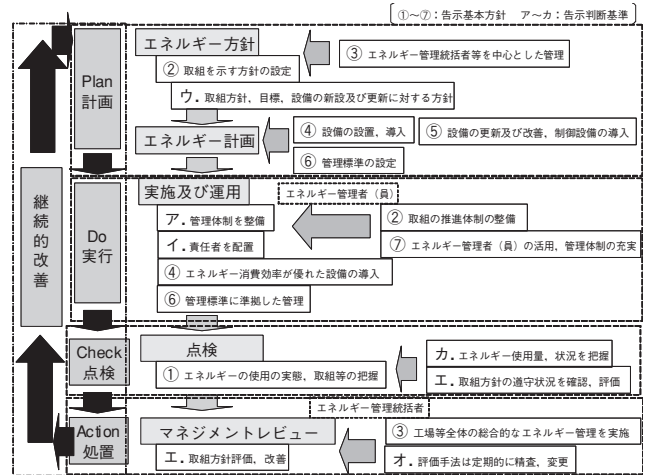 ①～⑦：告示基本方針　ア～カ：告示判断基準
エネルギー方針
③ エネルギー管理統括者等を中心とした管理
② 取組を示す方針の設定
Plan
計画
ウ．取組方針、目標、設備の新設及び更新に対する方針
エネルギー計画
④ 設備の設置、導入
⑤ 設備の更新及び改善、制御設備の導入
⑥ 管理標準の設定
継続的改善
実施及び運用
エネルギー管理者（員）
ア．管理体制を整備
② 取組の推進体制の整備
Do
実行
イ．責任者を配置
⑦ エネルギー管理者（員）の活用、管理体制の充実
④ エネルギー消費効率が優れた設備の導入
⑥ 管理標準に準拠した管理
Check
点検
点検
カ．エネルギー使用量、状況を把握
① エネルギーの使用の実態、取組等の把握
エ．取組方針の遵守状況を確認、評価
エネルギー管理統括者
Action
処置
マネジメントレビュー
③ 工場等全体の総合的なエネルギー管理を実施
エ．取組方針評価、改善
オ．評価手法は定期的に精査、変更